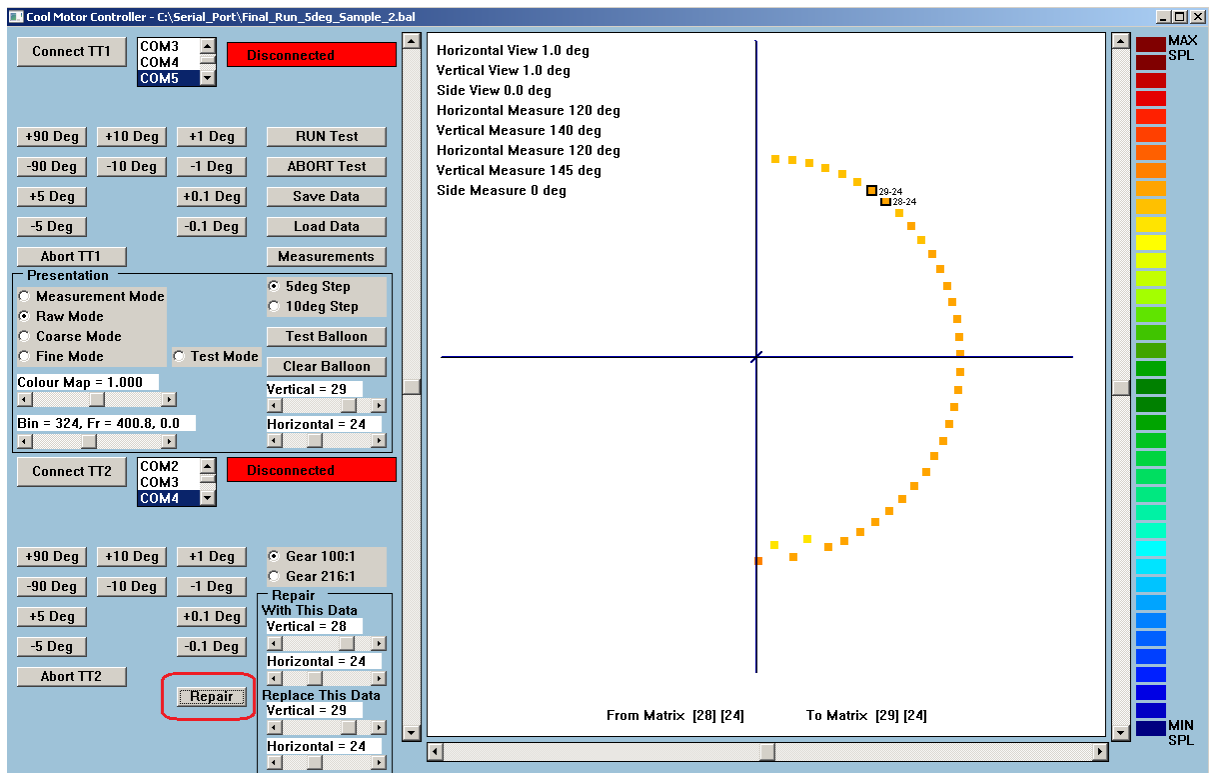 Cool Motor Controller - C:\Serial_Port\Final_Run_5deg_Sample_2.bal
Connect TT1
COM3
COM4
COM5
Disconnected
+90 Deg
+10 Deg
+1 Deg
RUN Test
-90 Deg
-10 Deg
-1 Deg
ABORT Test
+5 Deg
+0.1 Deg
Save Data
-5 Deg
-0.1 Deg
Load Data
Abort TT1
Measurements
Presentation
Measurement Mode
Raw Mode
Coarse Mode
Fine Mode
Test Mode
5deg Step
10deg Step
Test Balloon
Clear Balloon
Colour Map = 1.000
Vertical = 29
Bin = 324, Fr = 400.8, 0.0
Horizontal = 24
Connect TT2
COM2
COM3
COM4
Disconnected
+90 Deg
+10 Deg
+1 Deg
Gear 100:1
-90 Deg
-10 Deg
-1 Deg
Gear 216:1
+5 Deg
+0.1 Deg
-5 Deg
-0.1 Deg
Abort TT2
Repair
Repair
With This Data
Vertical = 28
Horizontal = 24
Replace This Data
Vertical = 29
Horizontal = 24
Horizontal View 1.0 deg
Vertical View 1.0 deg
Side View 0.0 deg
Horizontal Measure 120 deg
Vertical Measure 140 deg
Horizontal Measure 120 deg
Vertical Measure 145 deg
Side Measure 0 deg
29-24
28-24
From Matrix [28] [24]
To Matrix [29] [24]
MAX
SPL
MIN
SPL